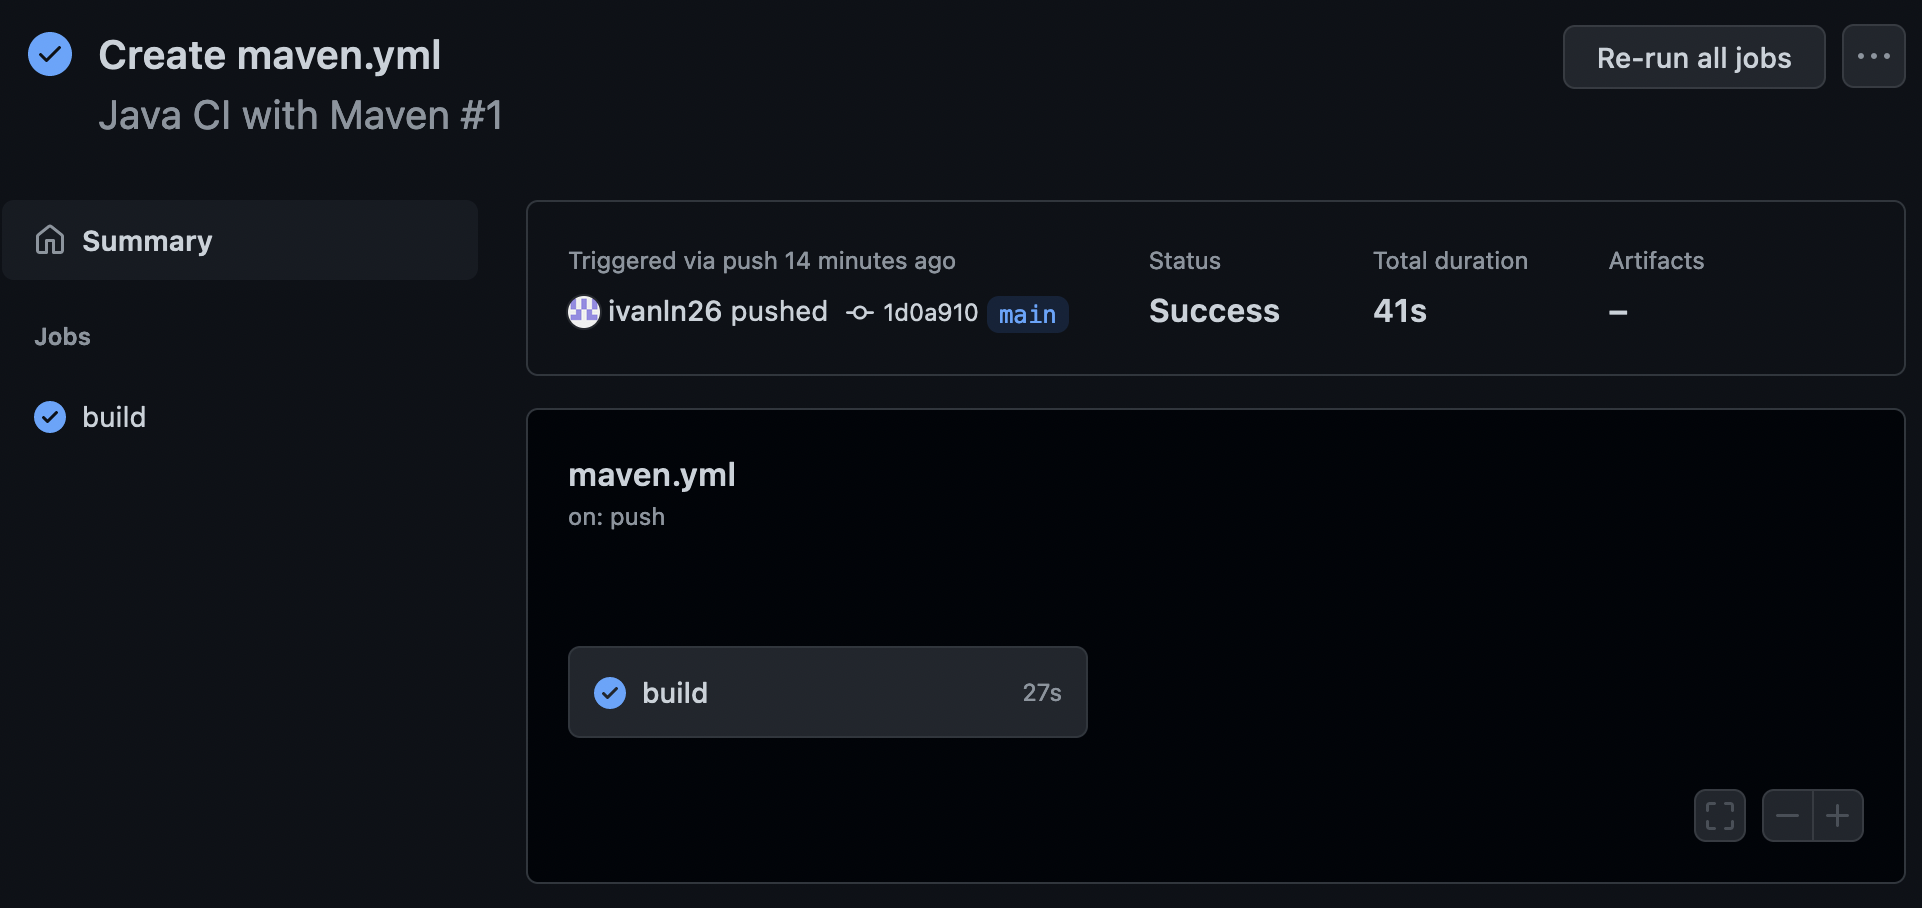 Create maven.yml
Java CI with Maven #1
Re-run all jobs
Summary
Jobs
build
Triggered via push 14 minutes ago
ivanln26 pushed 1d0a910 main
Status
Success
Total duration
41s
Artifacts
–
maven.yml
on: push
build 27s